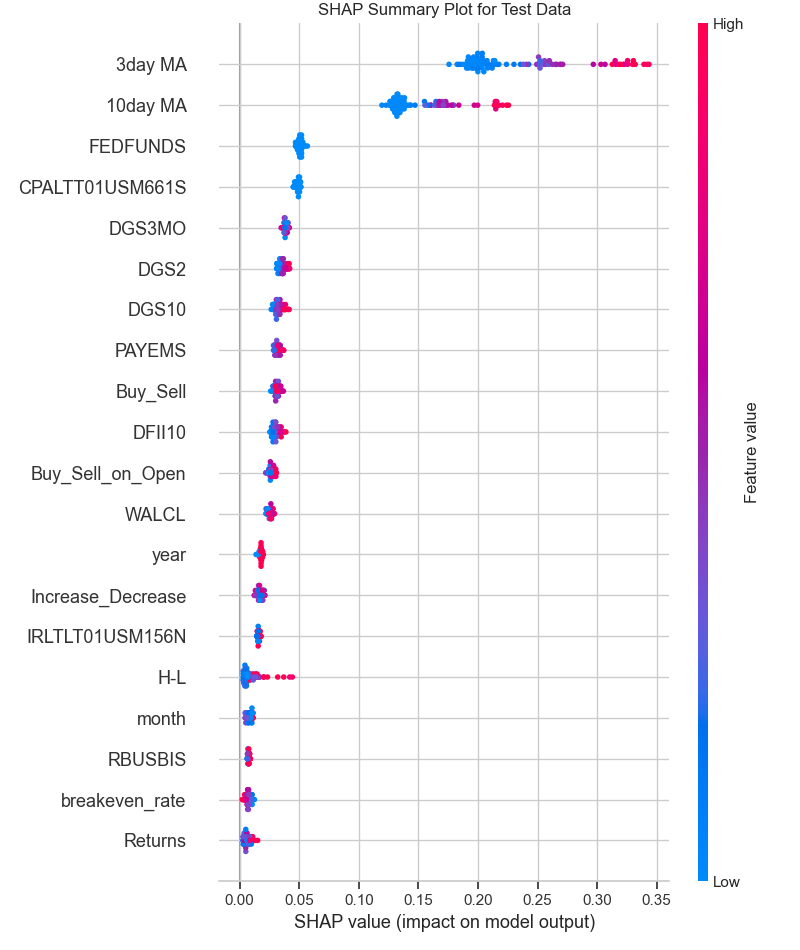 SHAP Summary Plot for Test Data
High
3day MA
10day MA
FEDFUNDS
CPALTT01USM661S
DGS3MO
DGS2
DGS10
PAYEMS
Buy_Sell
DFII10
Buy_Sell_on_Open
WALCL
year
Increase_Decrease
IRLTLT01USM156N
H-L
month
RBUSBIS
breakeven_rate
Returns
Feature value
Low
0.00 0.05 0.10 0.15 0.20 0.25 0.30 0.35
SHAP value (impact on model output)